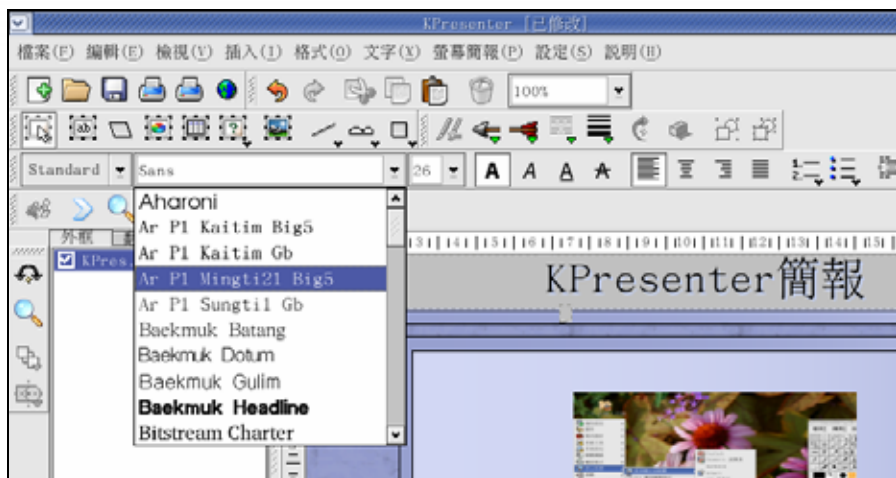 KPresenter [已修改]
檔案(F) 編輯(E) 檢視(V) 插入(I) 格式(O) 文字(X) 螢幕簡報(P) 設定(S) 說明(H)
100%
Standard Sans 26 A A A A
Aharoni
Ar Pl Kaitim Big5
Ar Pl Kaitim Gb
Ar Pl Mingti2l Big5
Ar Pl Sungtil Gb
Baekmuk Batang
Baekmuk Dotum
Baekmuk Gulim
Baekmuk Headline
Bitstream Charter
外框
KPres
KPresenter簡報